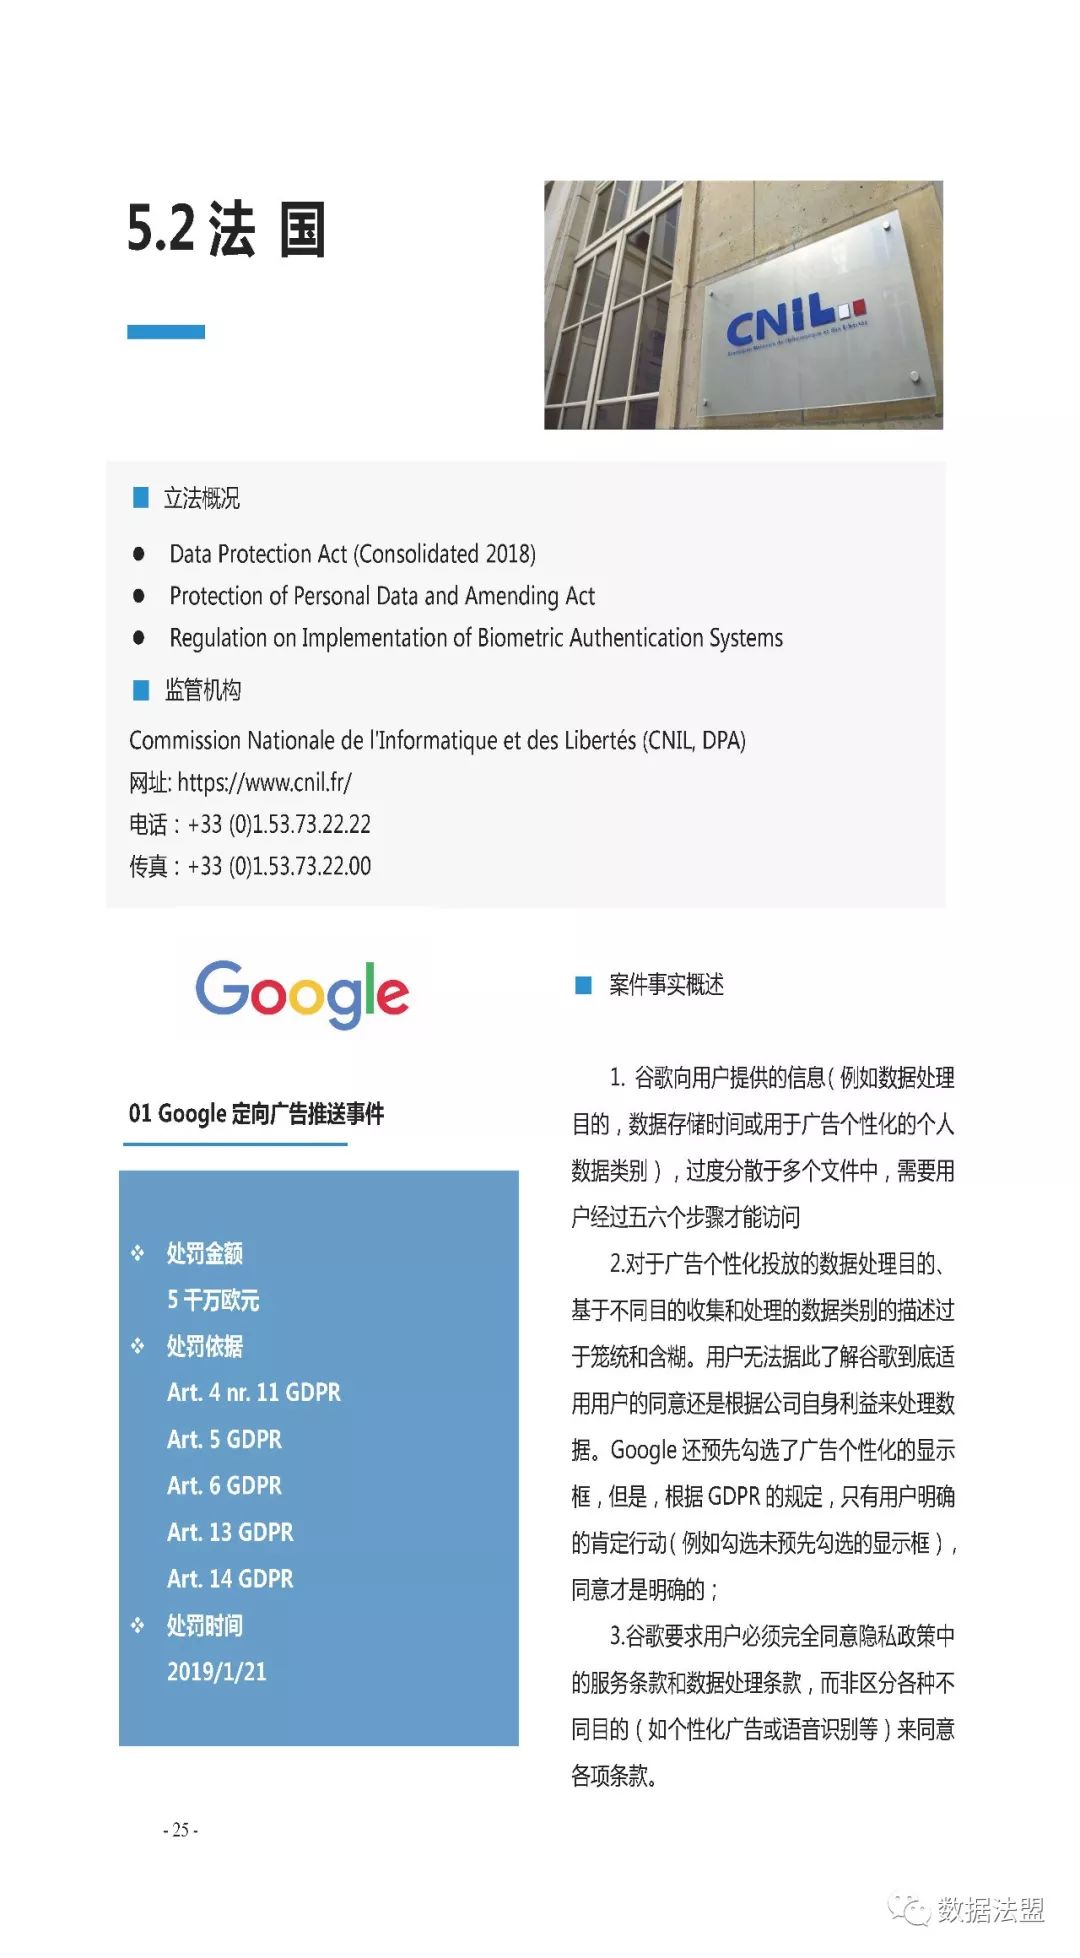 5.2 法 国
CNIL
■ 立法概况
● Data Protection Act (Consolidated 2018)
● Protection of Personal Data and Amending Act
● Regulation on Implementation of Biometric Authentication Systems
■ 监管机构
Commission Nationale de l'Informatique et des Libertés (CNIL, DPA)
网址: https://www.cnil.fr/
电话：+33 (0)1.53.73.22.22
传真：+33 (0)1.53.73.22.00
Google
01 Google 定向广告推送事件
❖ 处罚金额
5 千万欧元
❖ 处罚依据
Art. 4 nr. 11 GDPR
Art. 5 GDPR
Art. 6 GDPR
Art. 13 GDPR
Art. 14 GDPR
❖ 处罚时间
2019/1/21
■ 案件事实概述
1. 谷歌向用户提供的信息（例如数据处理
目的，数据存储时间或用于广告个性化的个人
数据类别），过度分散于多个文件中，需要用
户经过五六个步骤才能访问
2.对于广告个性化投放的数据处理目的、
基于不同目的收集和处理的数据类别的描述过
于笼统和含糊。用户无法据此了解谷歌到底适
用用户的同意还是根据公司自身利益来处理数
据。Google 还预先勾选了广告个性化的显示
框，但是，根据 GDPR 的规定，只有用户明确
的肯定行动（例如勾选未预先勾选的显示框），
同意才是明确的；
3.谷歌要求用户必须完全同意隐私政策中
的服务条款和数据处理条款，而非区分各种不
同目的（如个性化广告或语音识别等）来同意
各项条款。
- 25 -
数据法盟